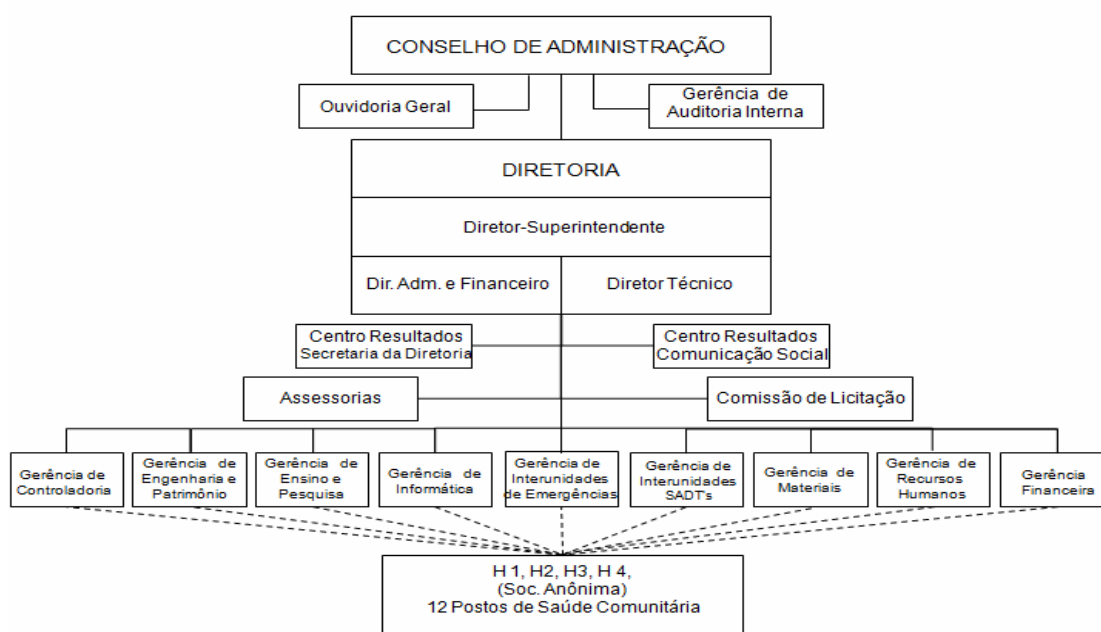 CONSELHO DE ADMINISTRAÇÃO
Ouvidoria Geral
Gerência de
Auditoria Interna
DIRETORIA
Diretor-Superintendente
Dir. Adm. e Financeiro
Diretor Técnico
Centro Resultados
Secretaria da Diretoria
Centro Resultados
Comunicação Social
Assessorias
Comissão de Licitação
Gerência de
Controladoria
Gerência de
Engenharia e
Patrimônio
Gerência de
Ensino e
Pesquisa
Gerência de
Informática
Gerência de
Interunidades
de Emergências
Gerência de
Interunidades
SADT's
Gerência de
Materiais
Gerência de
Recursos
Humanos
Gerência
Financeira
H 1, H2, H3, H 4,
(Soc. Anônima)
12 Postos de Saúde Comunitária